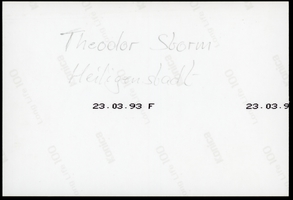 Theodor Storm
Heiligenstadt
23.03.93 F
23.03.9